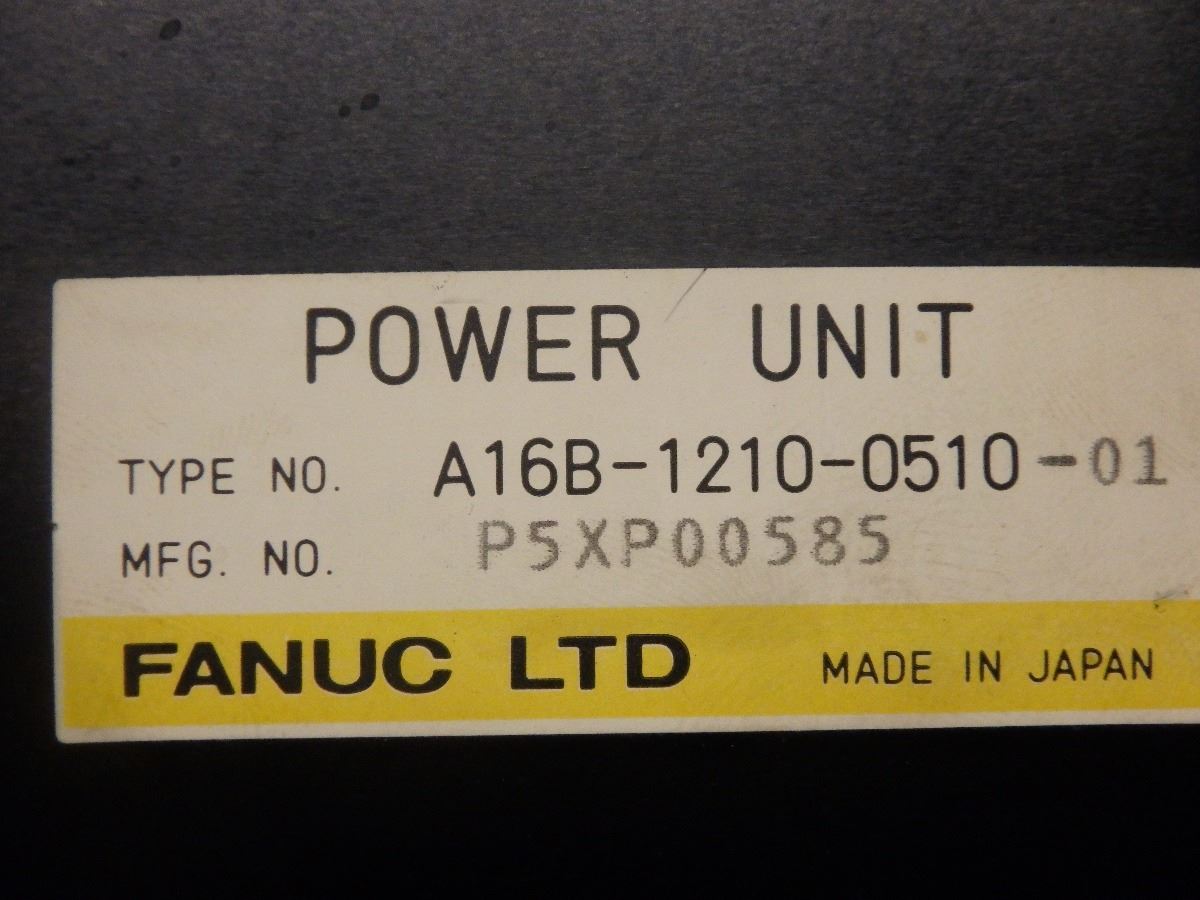 POWER UNIT
TYPE NO. A16B-1210-0510-01
MFG. NO. P5XP00585
FANUC LTD MADE IN JAPAN